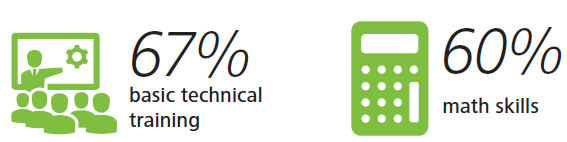 67%
basic technical
training
60%
math skills